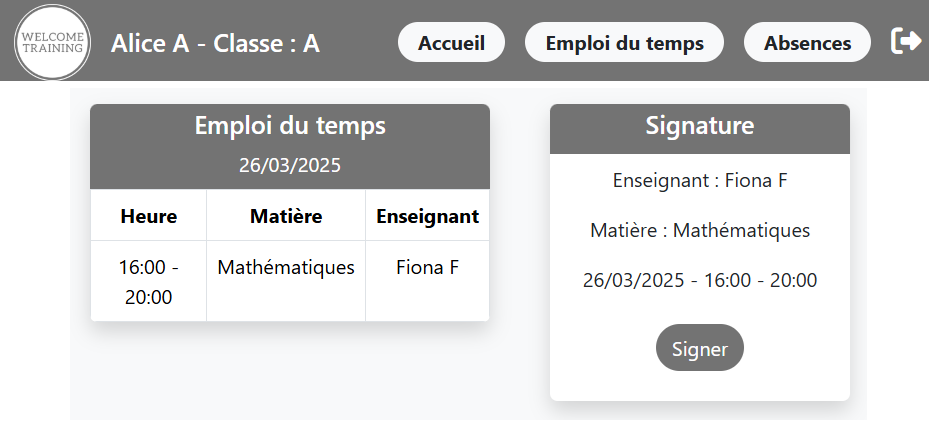 WELCOME
TRAINING
Alice A - Classe : A
Accueil
Emploi du temps
Absences
Emploi du temps
26/03/2025
Heure Matière Enseignant
16:00 - Mathématiques Fiona F
20:00
Signature
Enseignant : Fiona F
Matière : Mathématiques
26/03/2025 - 16:00 - 20:00
Signer